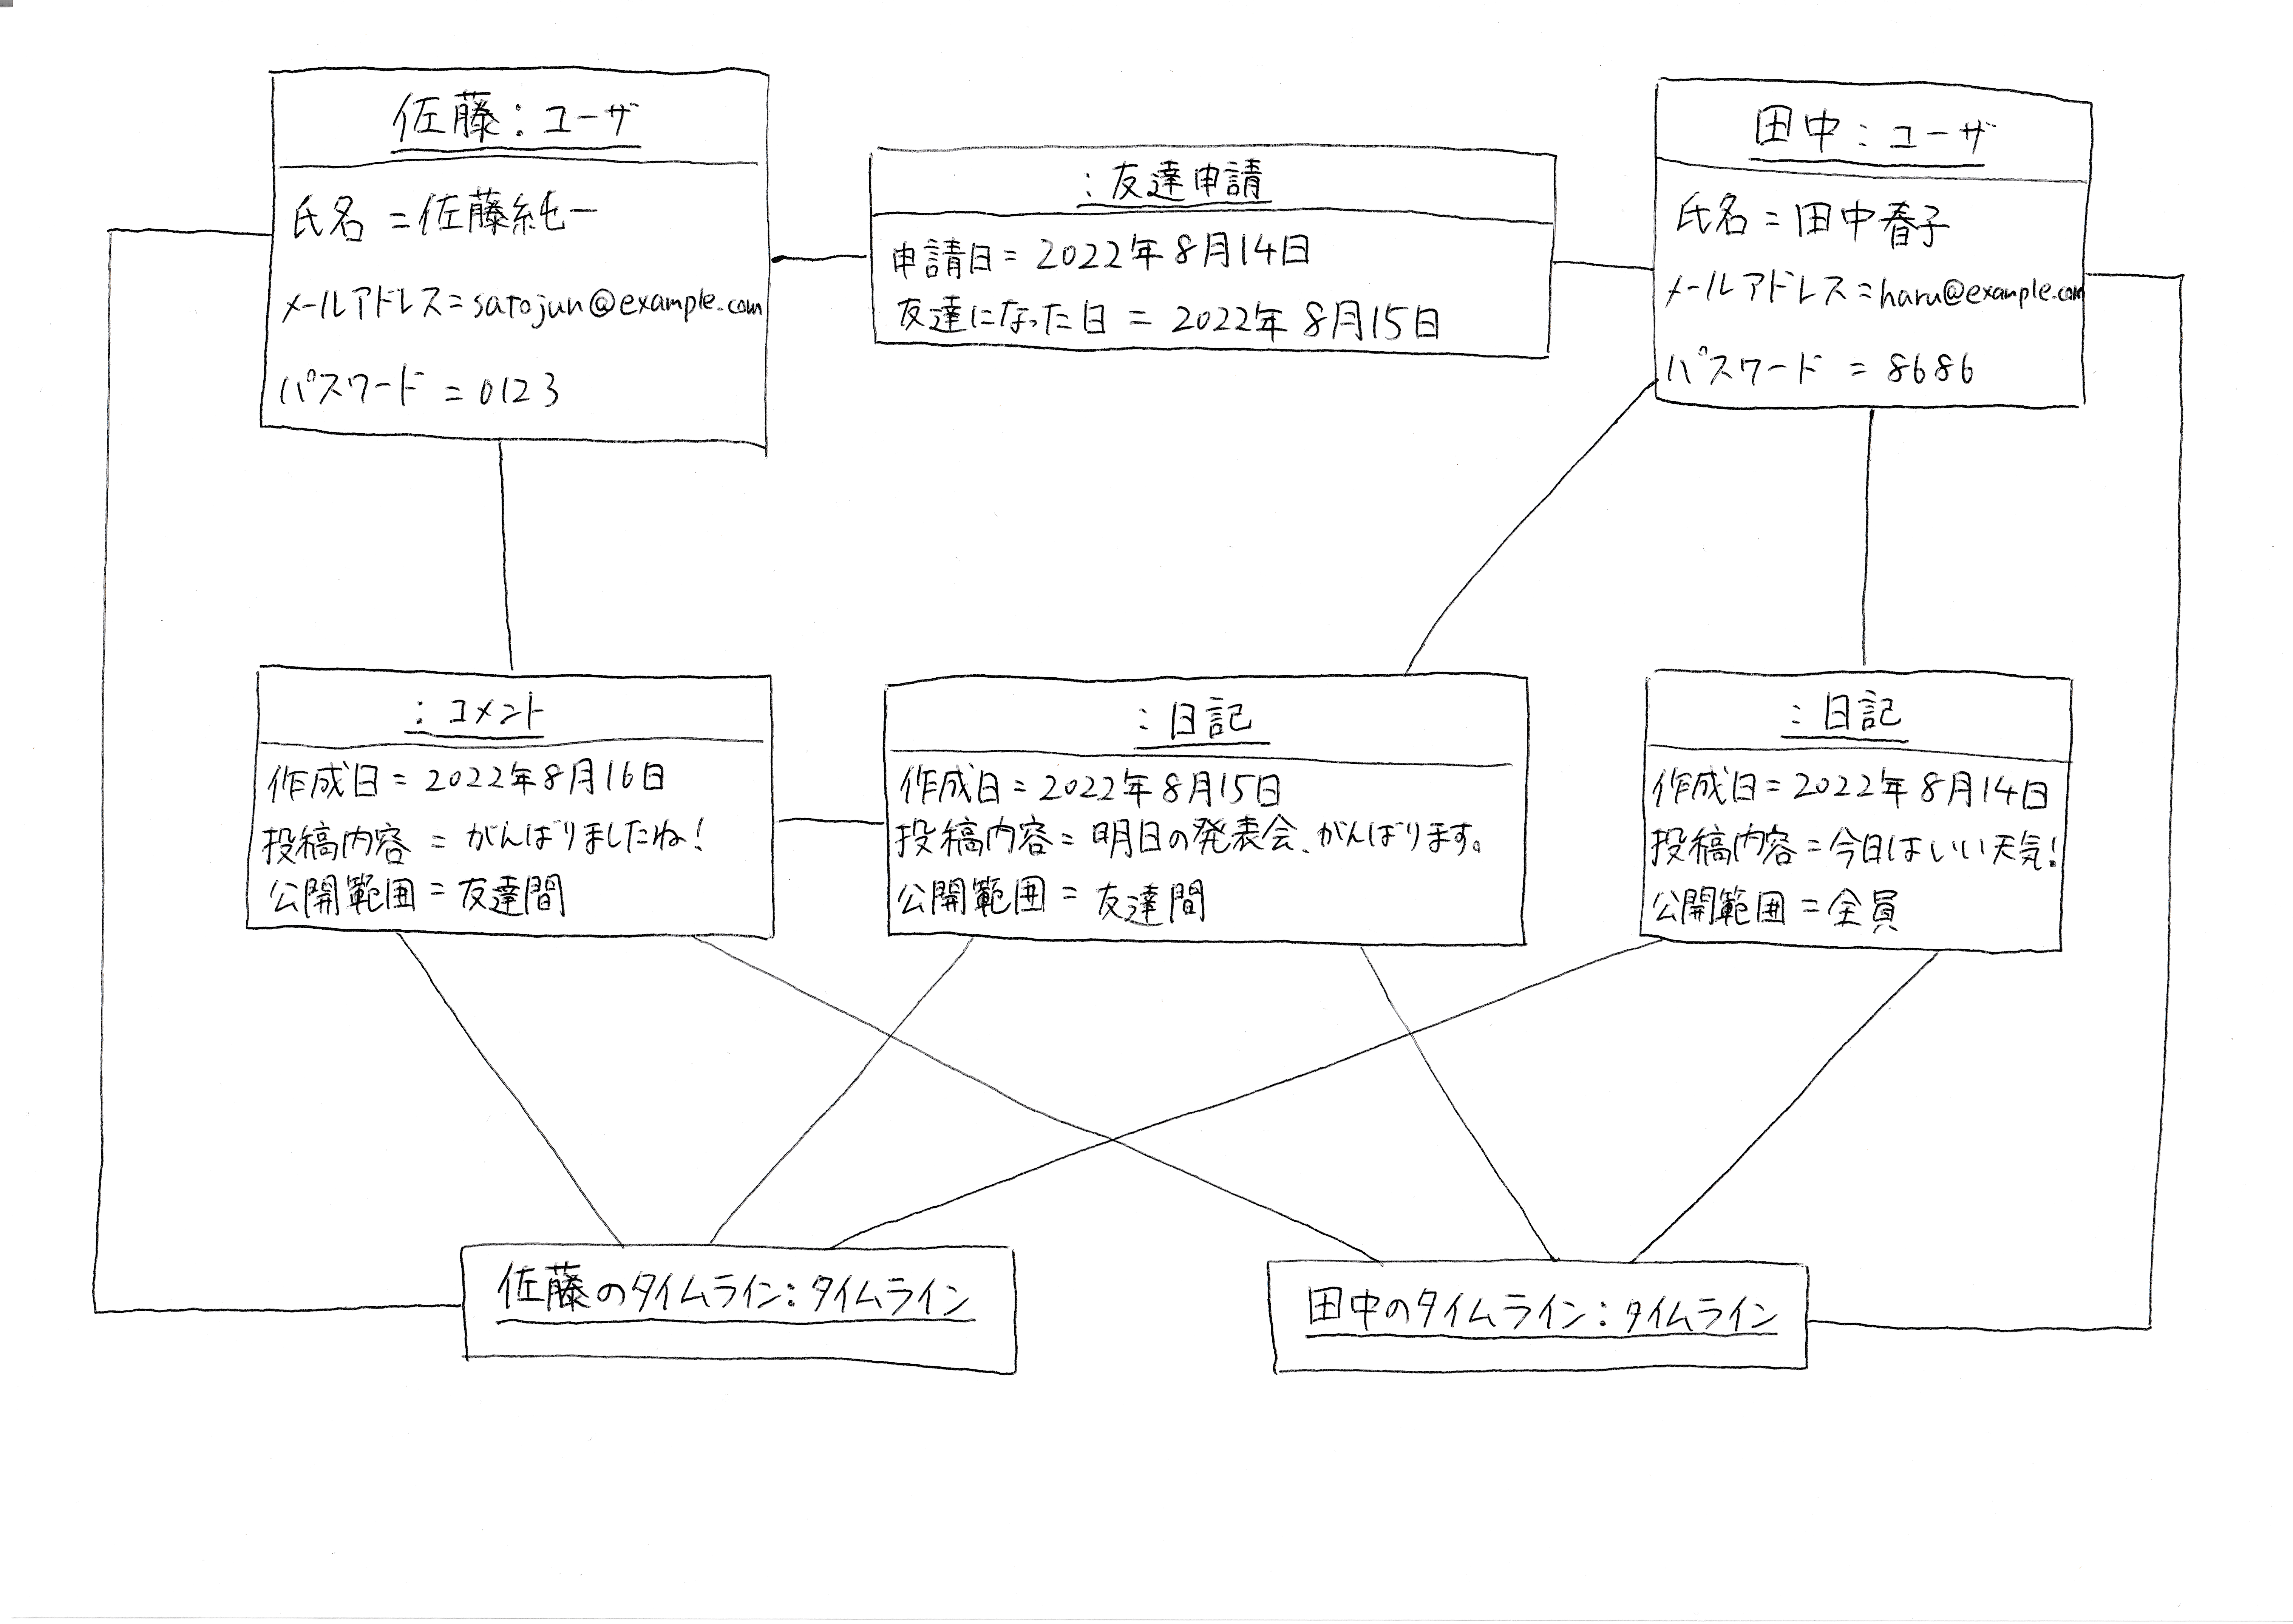 佐藤:ユーザ
氏名=佐藤純一
メールアドレス=satojun@example.com
パスワード=0123
:友達申請
申請日=2022年8月14日
友達になった日=2022年8月15日
田中:ユーザ
氏名=田中春子
メールアドレス=haru@example.com
パスワード=8686
:コメント
作成日=2022年8月16日
投稿内容=がんばりましたね!
公開範囲=友達間
:日記
作成日=2022年8月15日
投稿内容=明日の発表会、がんばります。
公開範囲=友達間
:日記
作成日=2022年8月14日
投稿内容=今日はいい天気!
公開範囲=全員
佐藤のタイムライン:タイムライン
田中のタイムライン:タイムライン